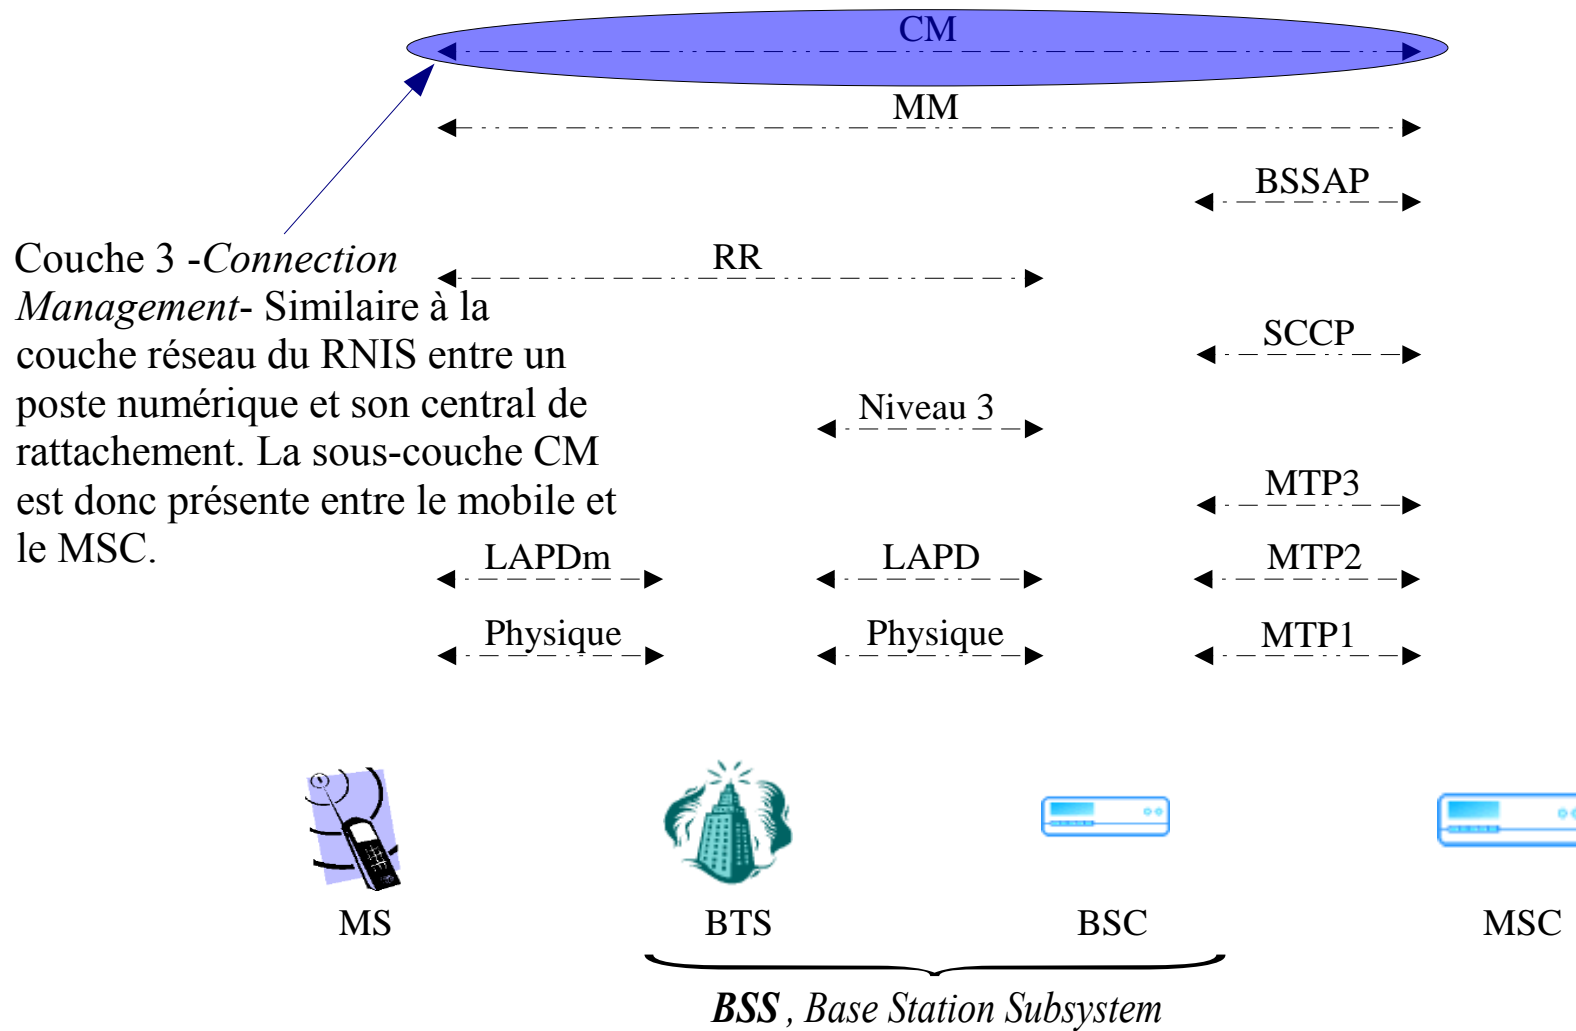 CM
MM
BSSAP
Couche 3 -Connection
Management- Similaire à la
couche réseau du RNIS entre un
poste numérique et son central de
rattachement. La sous-couche CM
est donc présente entre le mobile et
le MSC.
RR
SCCP
Niveau 3
MTP3
LAPDm
LAPD
MTP2
Physique
Physique
MTP1
MS
BTS
BSC
MSC
BSS , Base Station Subsystem